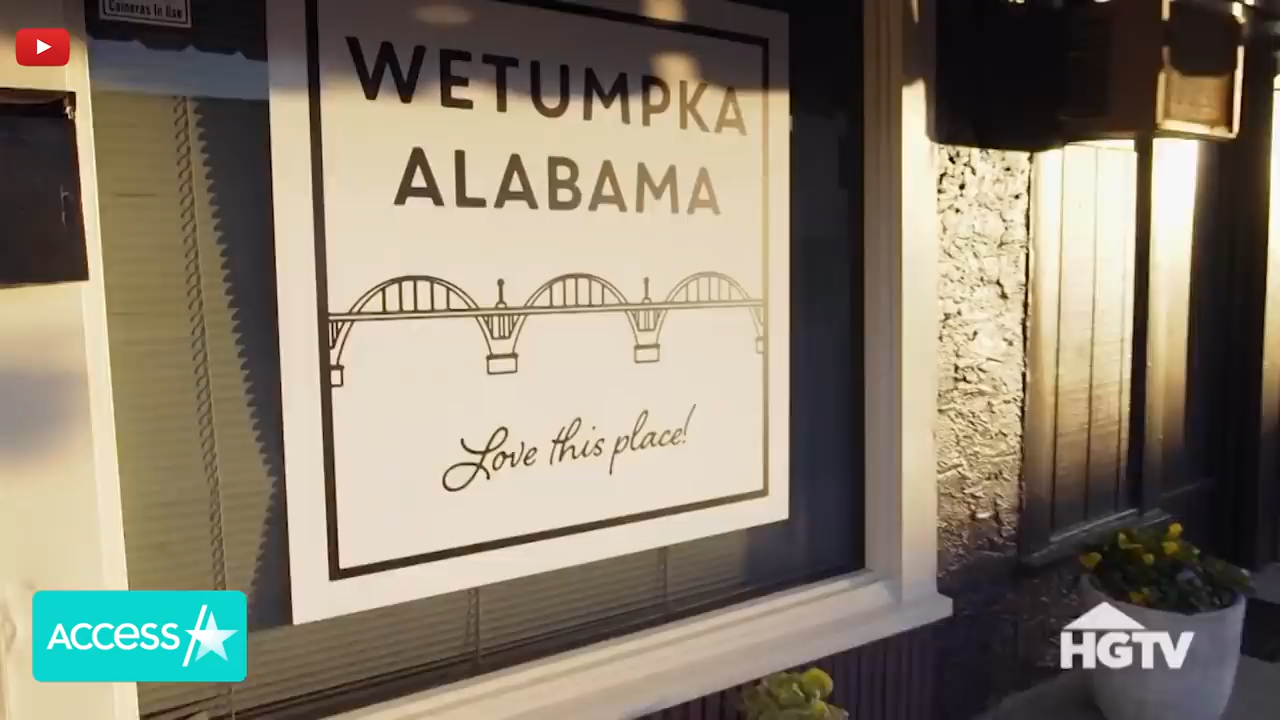 Cameras In Use
WETUMPKA
ALABAMA
Love this place!
ACCESS
HGTV